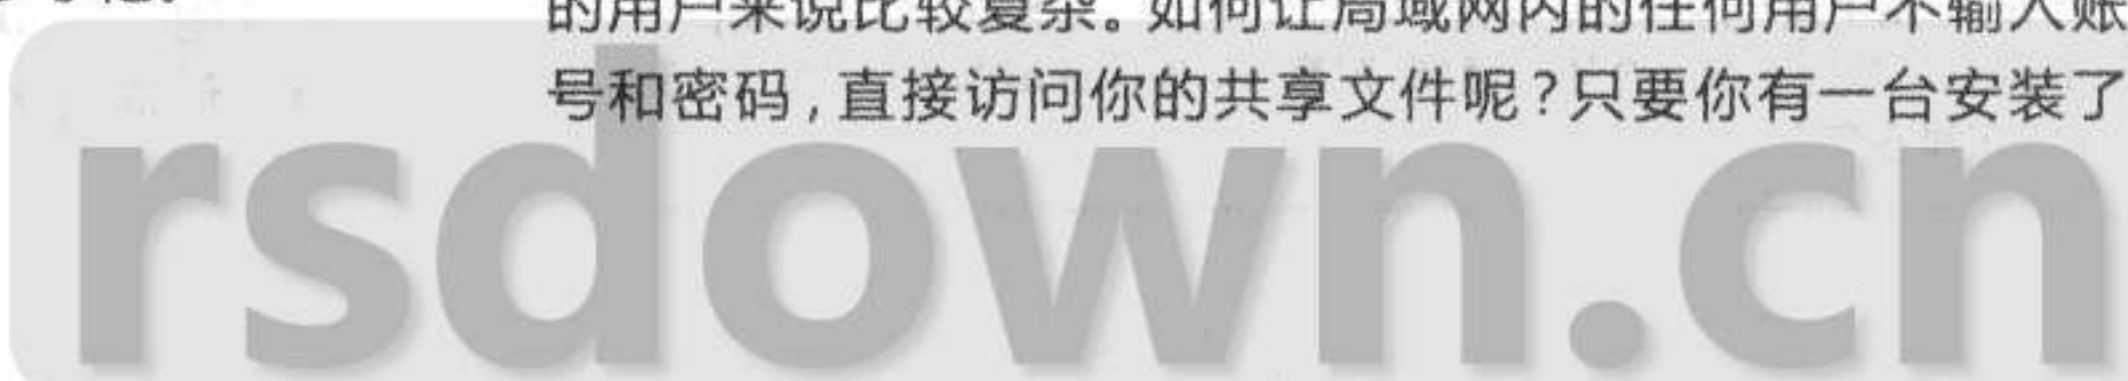 的用户来说比较复杂。如何让局域网内的任何用户不输入账
号和密码，直接访问你的共享文件呢？只要你有一台安装了
rsdown.cn